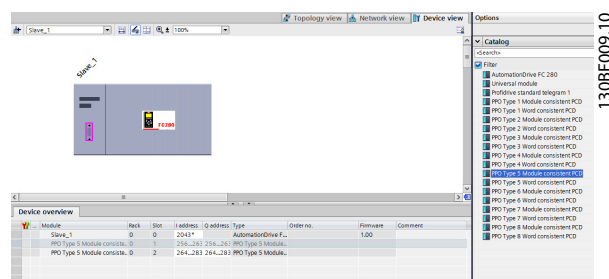 Topology view Network view Device view Options
Slave_1 100%
Catalog
<Search>
Filter
AutomationDrive FC 280
Universal module
Profidrive standard telegram 1
PPO Type 1 Module consistent PCD
PPO Type 1 Word consistent PCD
PPO Type 2 Module consistent PCD
PPO Type 2 Word consistent PCD
PPO Type 3 Module consistent PCD
PPO Type 3 Word consistent PCD
PPO Type 4 Module consistent PCD
PPO Type 4 Word consistent PCD
PPO Type 5 Module consistent PCD
PPO Type 5 Word consistent PCD
PPO Type 6 Module consistent PCD
PPO Type 6 Word consistent PCD
PPO Type 7 Module consistent PCD
PPO Type 7 Word consistent PCD
PPO Type 8 Module consistent PCD
PPO Type 8 Word consistent PCD
130BF009.10
Slave_1
FC280
Device overview
... Module Rack Slot I address Q address Type Order no. Firmware Comment
Slave_1 0 0 2043* AutomationDrive F... 1.00
PPO Type 5 Module consiste.. 0 1 256...263 256...263 PPO Type 5 Module..
PPO Type 5 Module consiste.. 0 2 264...283 264...283 PPO Type 5 Module..